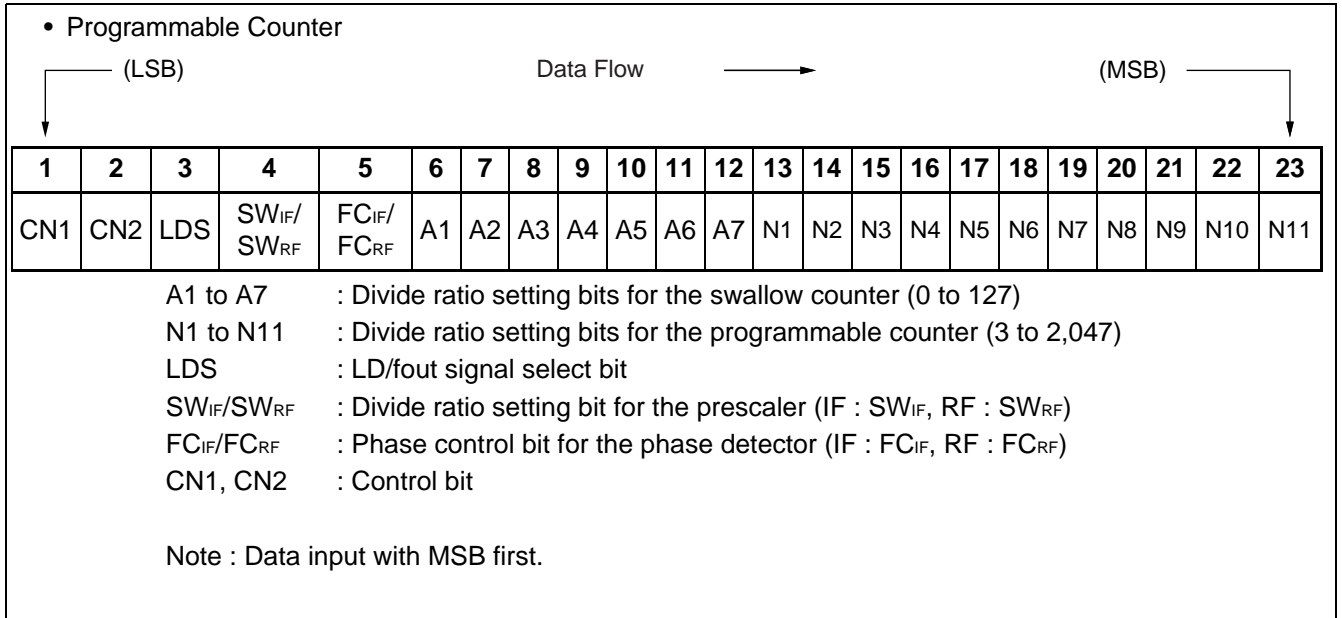 • Programmable Counter
(LSB) Data Flow (MSB)
1 2 3 4 5 6 7 8 9 10 11 12 13 14 15 16 17 18 19 20 21 22 23
CN1 CN2 LDS SWIF/ SWRF FCIF/ FCRF A1 A2 A3 A4 A5 A6 A7 N1 N2 N3 N4 N5 N6 N7 N8 N9 N10 N11
A1 to A7 : Divide ratio setting bits for the swallow counter (0 to 127)
N1 to N11 : Divide ratio setting bits for the programmable counter (3 to 2,047)
LDS : LD/fout signal select bit
SWIF/SWRF : Divide ratio setting bit for the prescaler (IF : SWIF, RF : SWRF)
FCIF/FCRF : Phase control bit for the phase detector (IF : FCIF, RF : FCRF)
CN1, CN2 : Control bit
Note : Data input with MSB first.